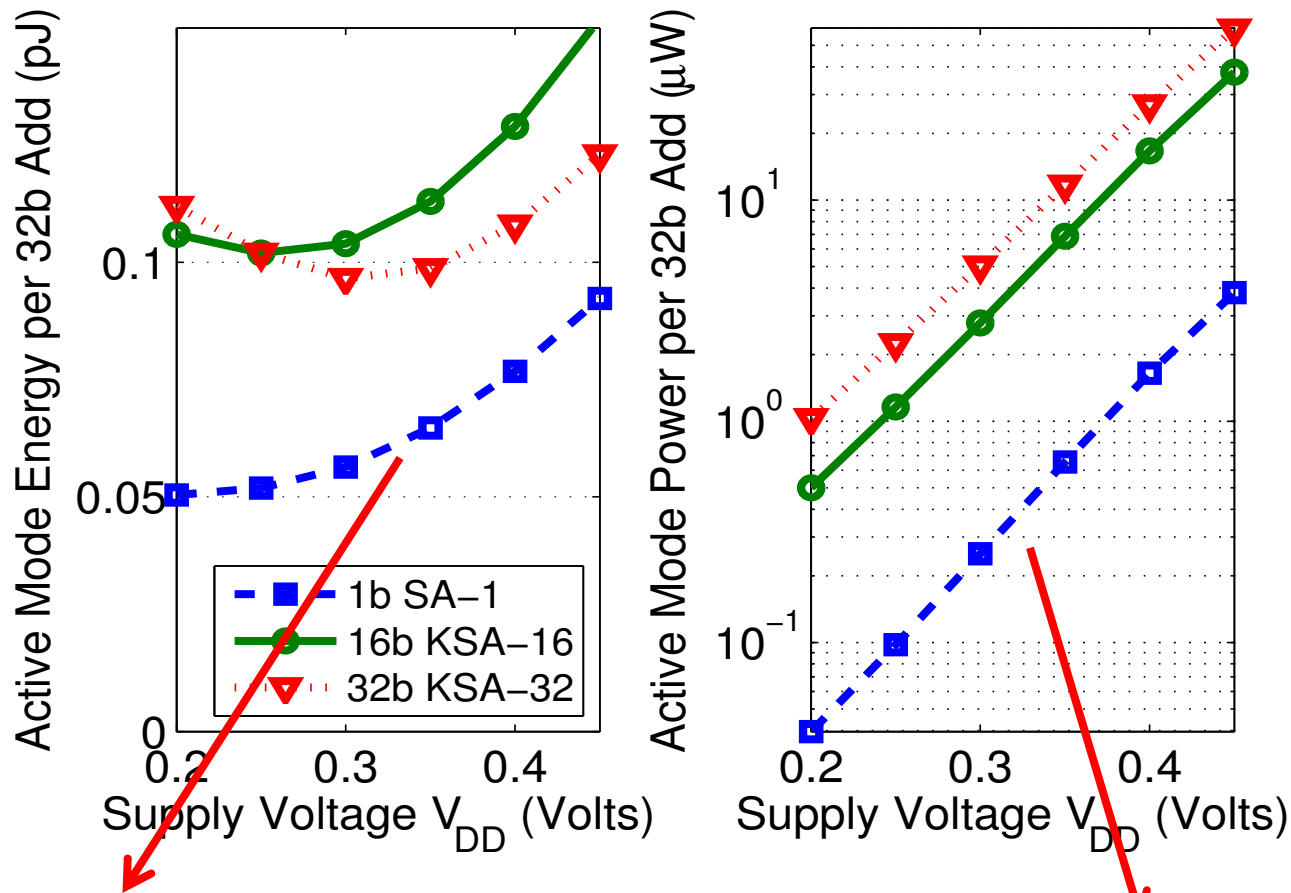 Active Mode Energy per 32b Add (pJ)
0.1
0.05
0
0.2
0.3
0.4
Supply Voltage V_DD (Volts)
1b SA−1
16b KSA−16
32b KSA−32
Active Mode Power per 32b Add (μW)
10^1
10^0
10^−1
0.2
0.3
0.4
Supply Voltage V_DD (Volts)